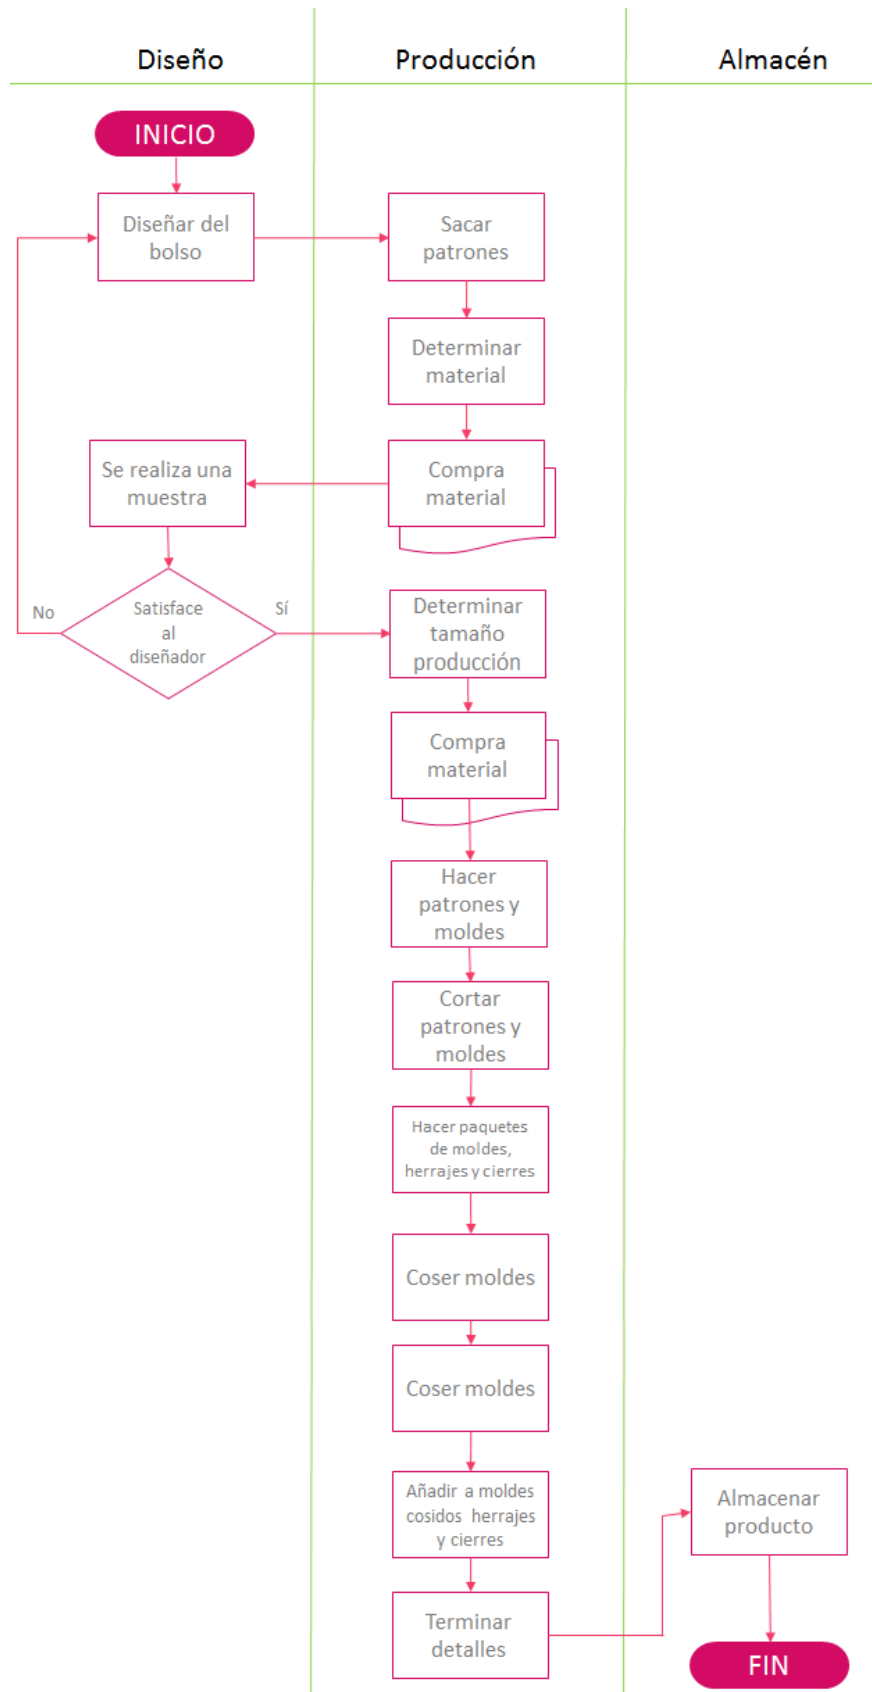 Diseño
Producción
Almacén
INICIO
Diseñar del
bolso
Sacar
patrones
Determinar
material
Se realiza una
muestra
Compra
material
No
Satisface
al
diseñador
Sí
Determinar
tamaño
producción
Compra
material
Hacer
patrones y
moldes
Cortar
patrones y
moldes
Hacer paquetes
de moldes,
herrajes y cierres
Coser moldes
Coser moldes
Añadir a moldes
cosidos herrajes
y cierres
Almacenar
producto
Terminar
detalles
FIN